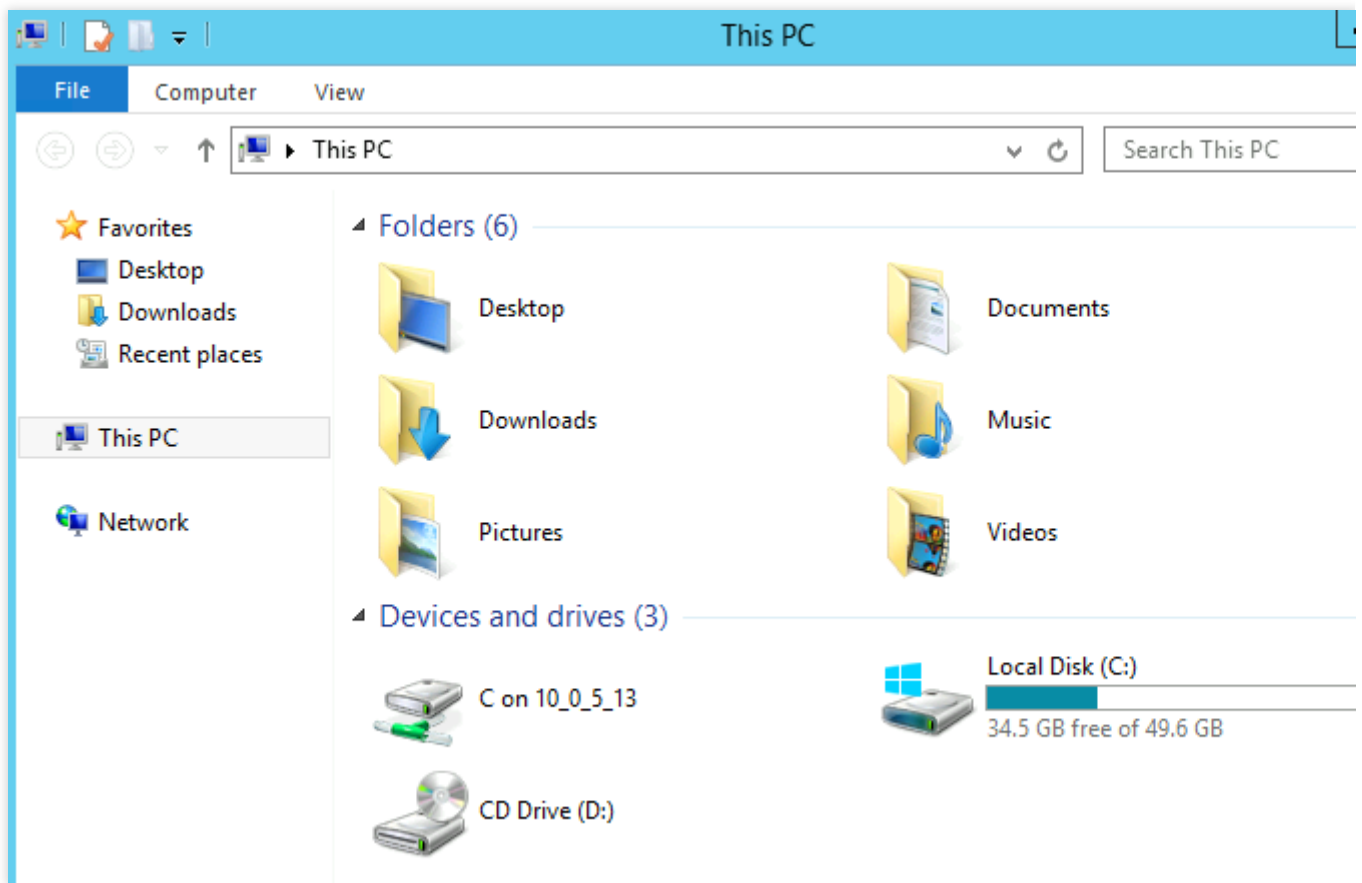 This PC
File Computer View
This PC
Search This PC
Favorites
Desktop
Downloads
Recent places
This PC
Network
Folders (6)
Desktop
Documents
Downloads
Music
Pictures
Videos
Devices and drives (3)
C on 10_0_5_13
Local Disk (C:)
34.5 GB free of 49.6 GB
CD Drive (D:)